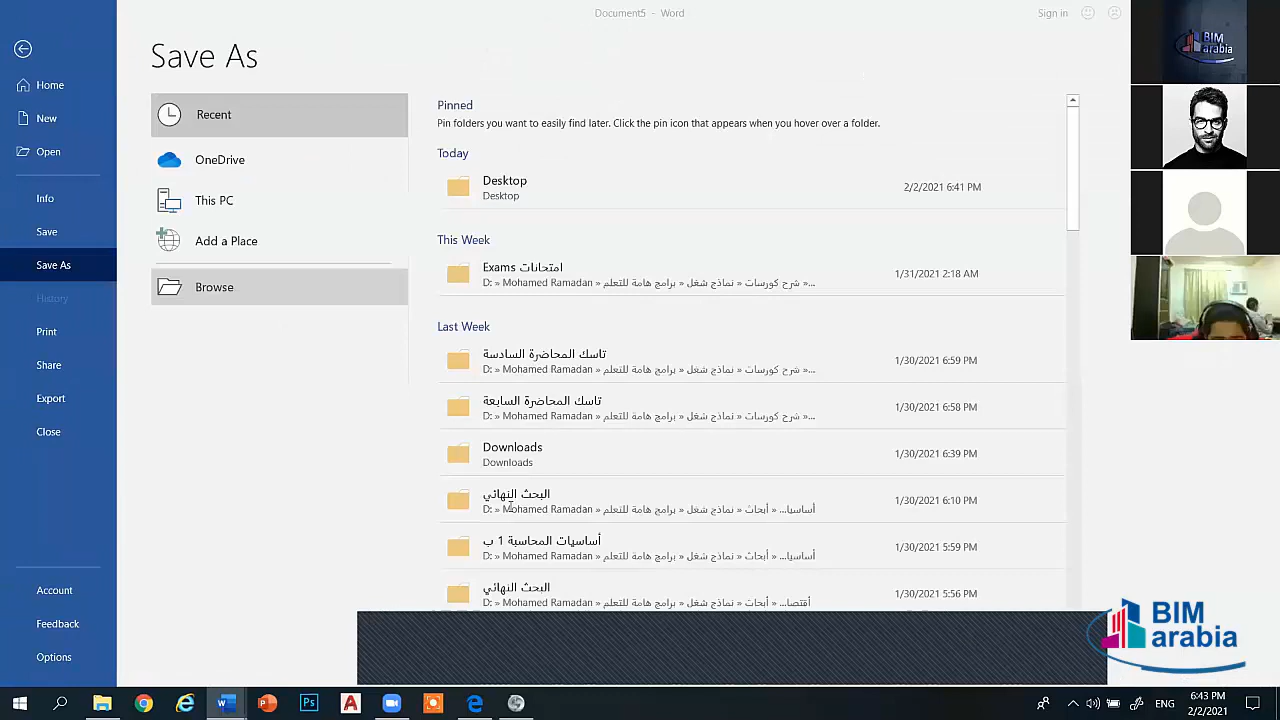 Document5 - Word
Sign in
Save As
Home
New
Open
Info
Save
Save As
History
Print
Share
Export
Close
Account
Feedback
Options
Recent
OneDrive
This PC
Add a Place
Browse
Pinned
Pin folders you want to easily find later. Click the pin icon that appears when you hover over a folder.
Today
Desktop
Desktop
2/2/2021 6:41 PM
This Week
Exams امتحانات
D: » Mohamed Ramadan » شرح كورسات » نماذج شغل » برامج هامة للتعلم »...
1/31/2021 2:18 AM
Last Week
تاسك المحاضرة السادسة
D: » Mohamed Ramadan » شرح كورسات » نماذج شغل » برامج هامة للتعلم »...
1/30/2021 6:59 PM
تاسك المحاضرة السابعة
D: » Mohamed Ramadan » شرح كورسات » نماذج شغل » برامج هامة للتعلم »...
1/30/2021 6:58 PM
Downloads
Downloads
1/30/2021 6:39 PM
البحث النهائي
D: » Mohamed Ramadan » أساسيا... » أبحاث » نماذج شغل » برامج هامة للتعلم
1/30/2021 6:10 PM
أساسيات المحاسبة 1 ب
D: » Mohamed Ramadan » أساسيا... » أبحاث » نماذج شغل » برامج هامة للتعلم
1/30/2021 5:59 PM
البحث النهائي
D: » Mohamed Ramadan » أقتصا... » أبحاث » نماذج شغل » برامج هامة للتعلم
1/30/2021 5:56 PM
BIM
arabia
BIM
arabia
ENG
6:43 PM
2/2/2021